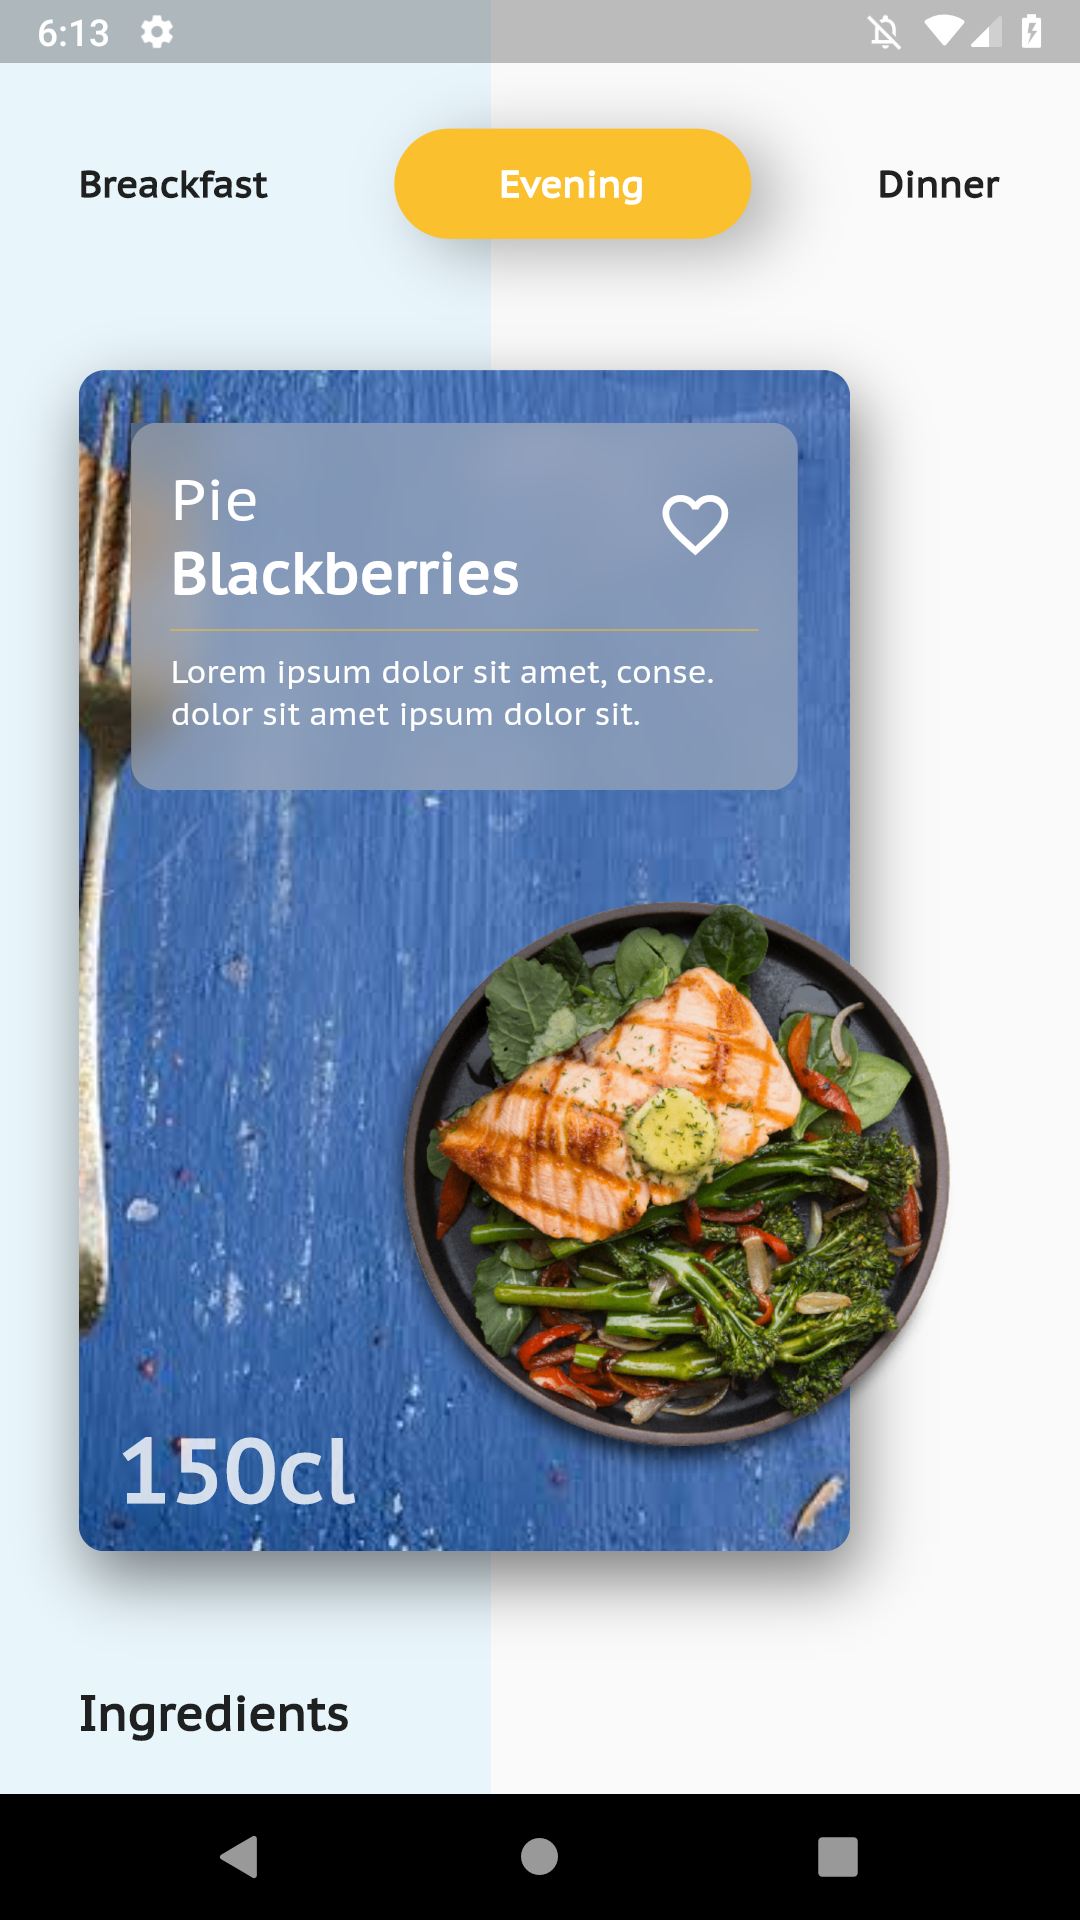 6:13
Breackfast Evening Dinner
Pie
Blackberries
Lorem ipsum dolor sit amet, conse.
dolor sit amet ipsum dolor sit.
150cl
Ingredients